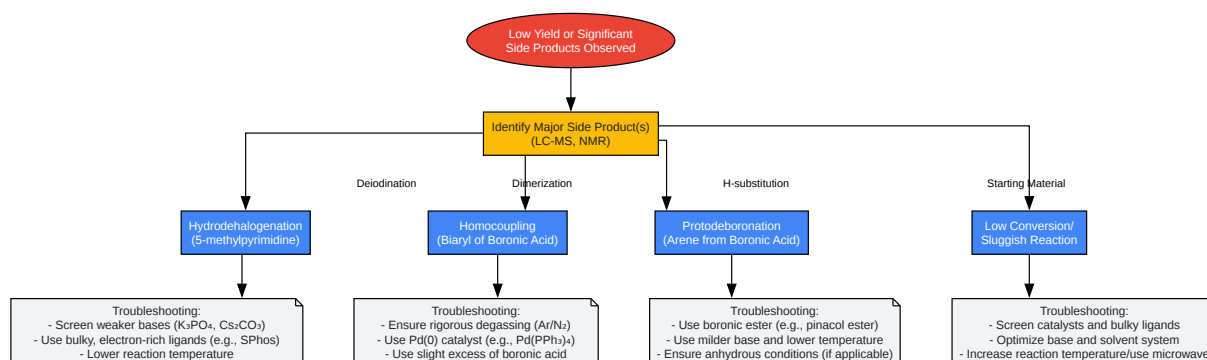 Low Yield or Significant
Side Products Observed
Identify Major Side Product(s)
(LC-MS, NMR)
Deiodination
Dimerization
H-substitution
Starting Material
Hydrodehalogenation
(5-methylpyrimidine)
Homocoupling
(Biaryl of Boronic Acid)
Protodeboronation
(Arene from Boronic Acid)
Low Conversion/
Sluggish Reaction
Troubleshooting:
- Screen weaker bases (K₃PO₄, Cs₂CO₃)
- Use bulky, electron-rich ligands (e.g., SPhos)
- Lower reaction temperature
Troubleshooting:
- Ensure rigorous degassing (Ar/N₂)
- Use Pd(0) catalyst (e.g., Pd(PPh₃)₄)
- Use slight excess of boronic acid
Troubleshooting:
- Use boronic ester (e.g., pinacol ester)
- Use milder base and lower temperature
- Ensure anhydrous conditions (if applicable)
Troubleshooting:
- Screen catalysts and bulky ligands
- Optimize base and solvent system
- Increase reaction temperature/use microwave